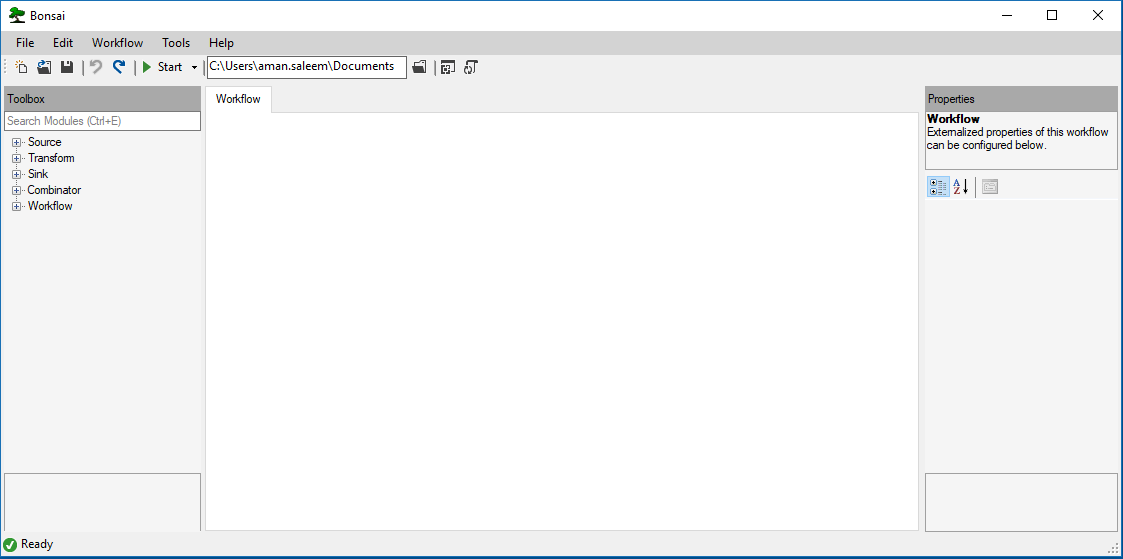 Bonsai
File Edit Workflow Tools Help
Start C:\Users\aman.saleem\Documents
Toolbox
Search Modules (Ctrl+E)
Source
Transform
Sink
Combinator
Workflow
Workflow
Properties
Workflow
Externalized properties of this workflow
can be configured below.
A
Z
Ready